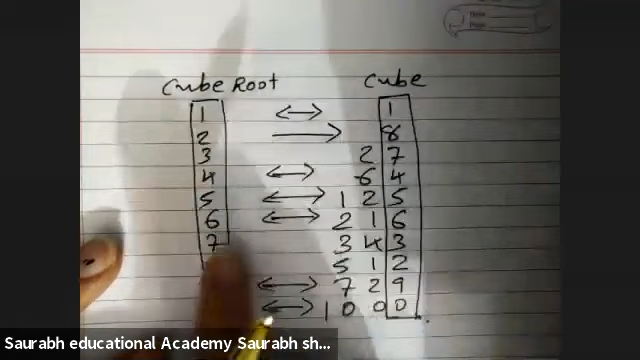 Cube Root Cube
1 ↔ 1
2 → 8
3 27
4 ↔ 64
5 ↔ 125
6 ↔ 216
7 343
512
↔ 729
↔ 1000
Saurabh educational Academy Saurabh sh...